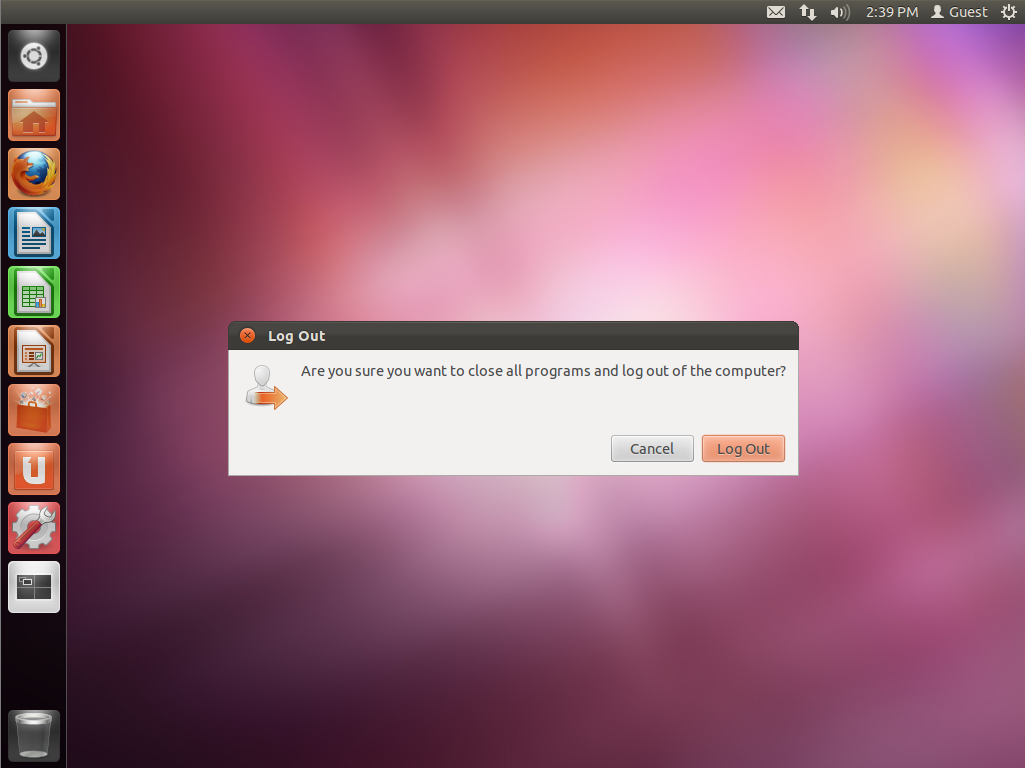 2:39 PM Guest
Log Out
Are you sure you want to close all programs and log out of the computer?
Cancel Log Out